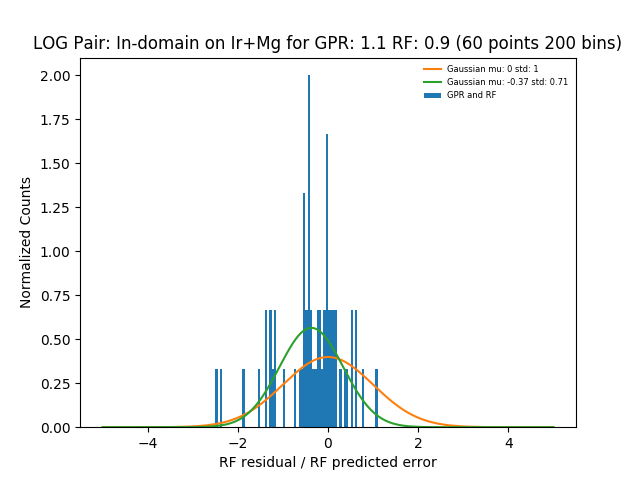 LOG Pair: In-domain on Ir+Mg for GPR: 1.1 RF: 0.9 (60 points 200 bins)
Gaussian mu: 0 std: 1
Gaussian mu: -0.37 std: 0.71
GPR and RF
2.00
1.75
1.50
1.25
1.00
0.75
0.50
0.25
0.00
Normalized Counts
−4 −2 0 2 4
RF residual / RF predicted error